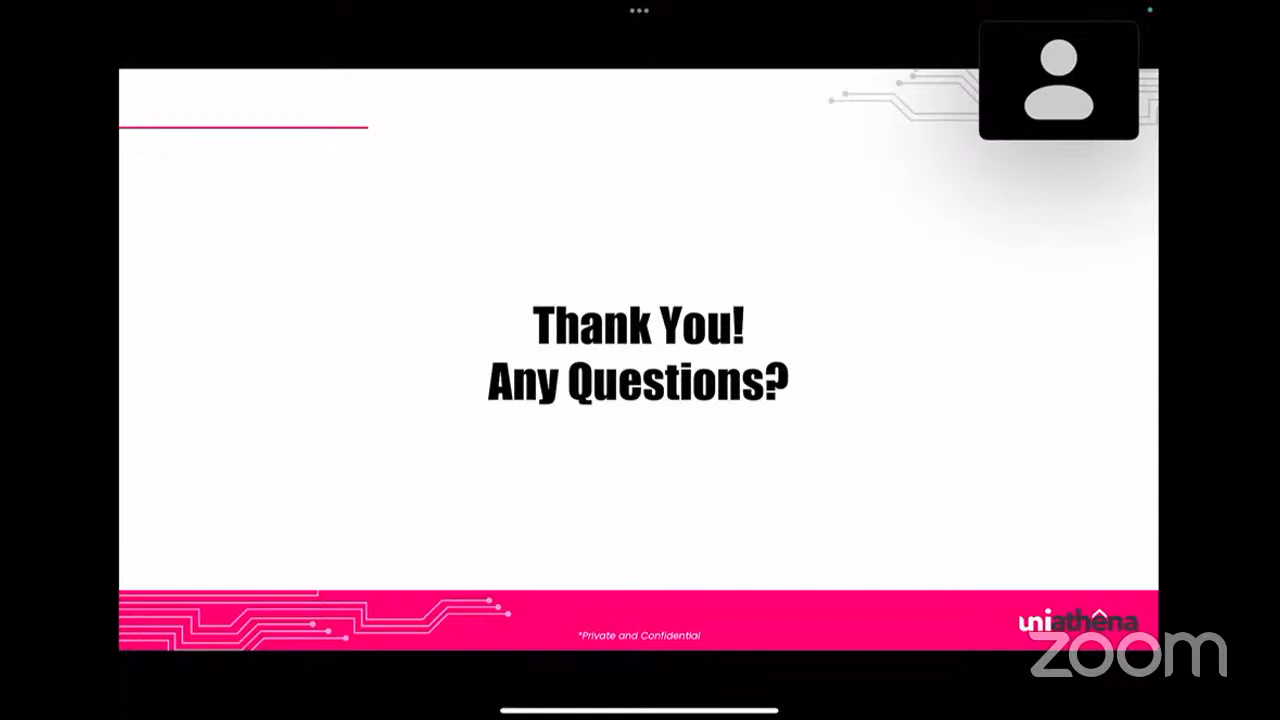 Thank You!
Any Questions?
*Private and Confidential
uniathena
zoom